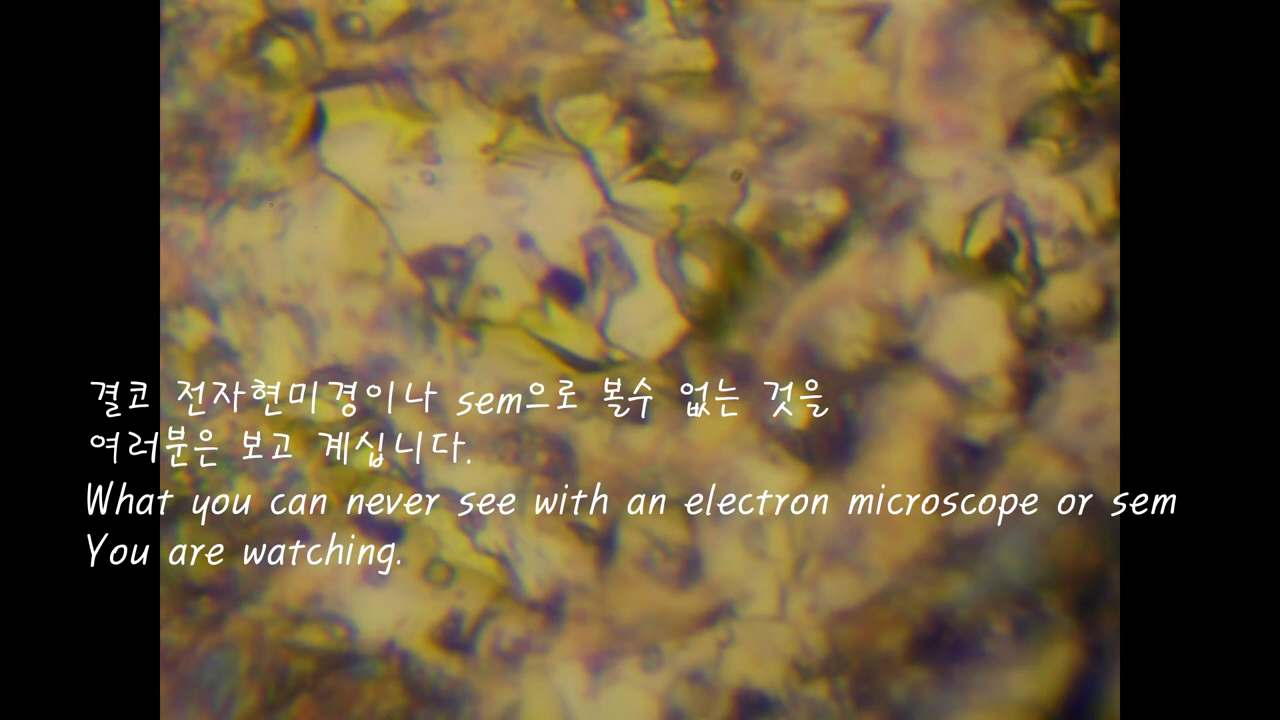 결코 전자현미경이나 sem으로 볼수 없는 것을
여러분은 보고 계십니다.
What you can never see with an electron microscope or sem
You are watching.